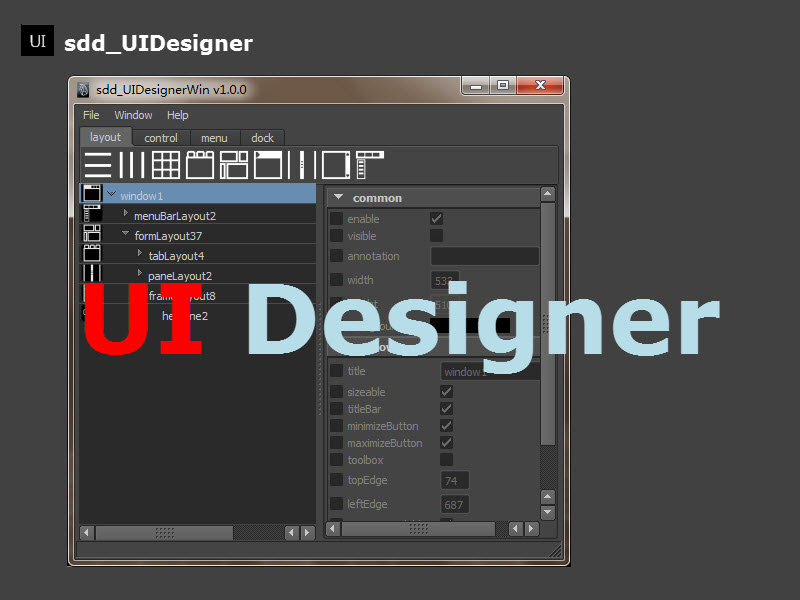 UI sdd_UIDesigner
sdd_UIDesignerWin v1.0.0
File Window Help
layout control menu dock
window1
menuBarLayout2
formLayout37
tabLayout4
paneLayout2
common
enable
visible
annotation
width 533
UI Designer
title window1
sizeable
titleBar
minimizeButton
maximizeButton
toolbox
topEdge 74
leftEdge 687